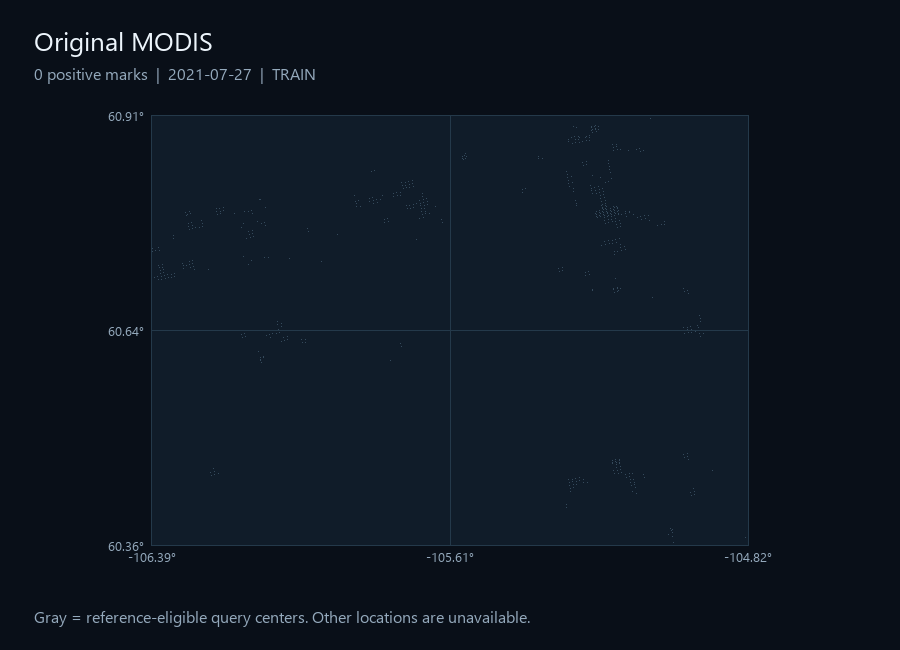 Original MODIS
0 positive marks | 2021-07-27 | TRAIN
60.91°
60.64°
60.36°
-106.39°
-105.61°
-104.82°
Gray = reference-eligible query centers. Other locations are unavailable.